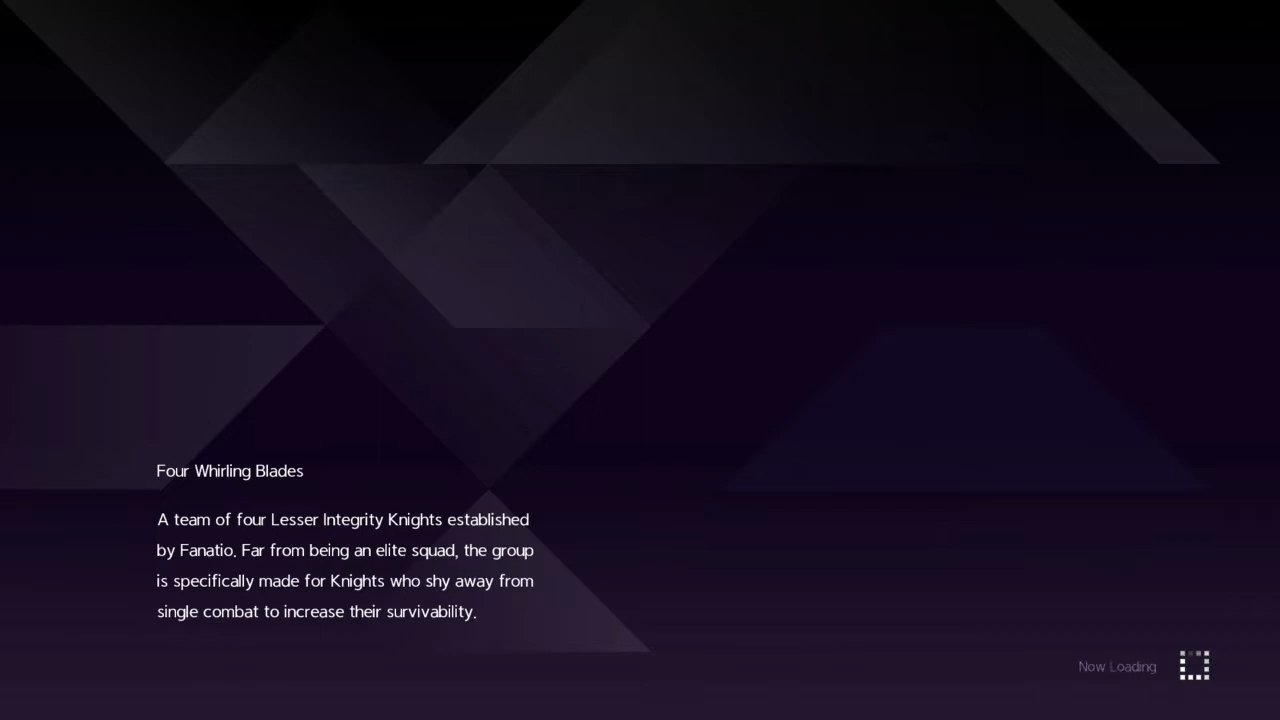 Four Whirling Blades
A team of four Lesser Integrity Knights established
by Fanatio. Far from being an elite squad, the group
is specifically made for Knights who shy away from
single combat to increase their survivability.
Now Loading